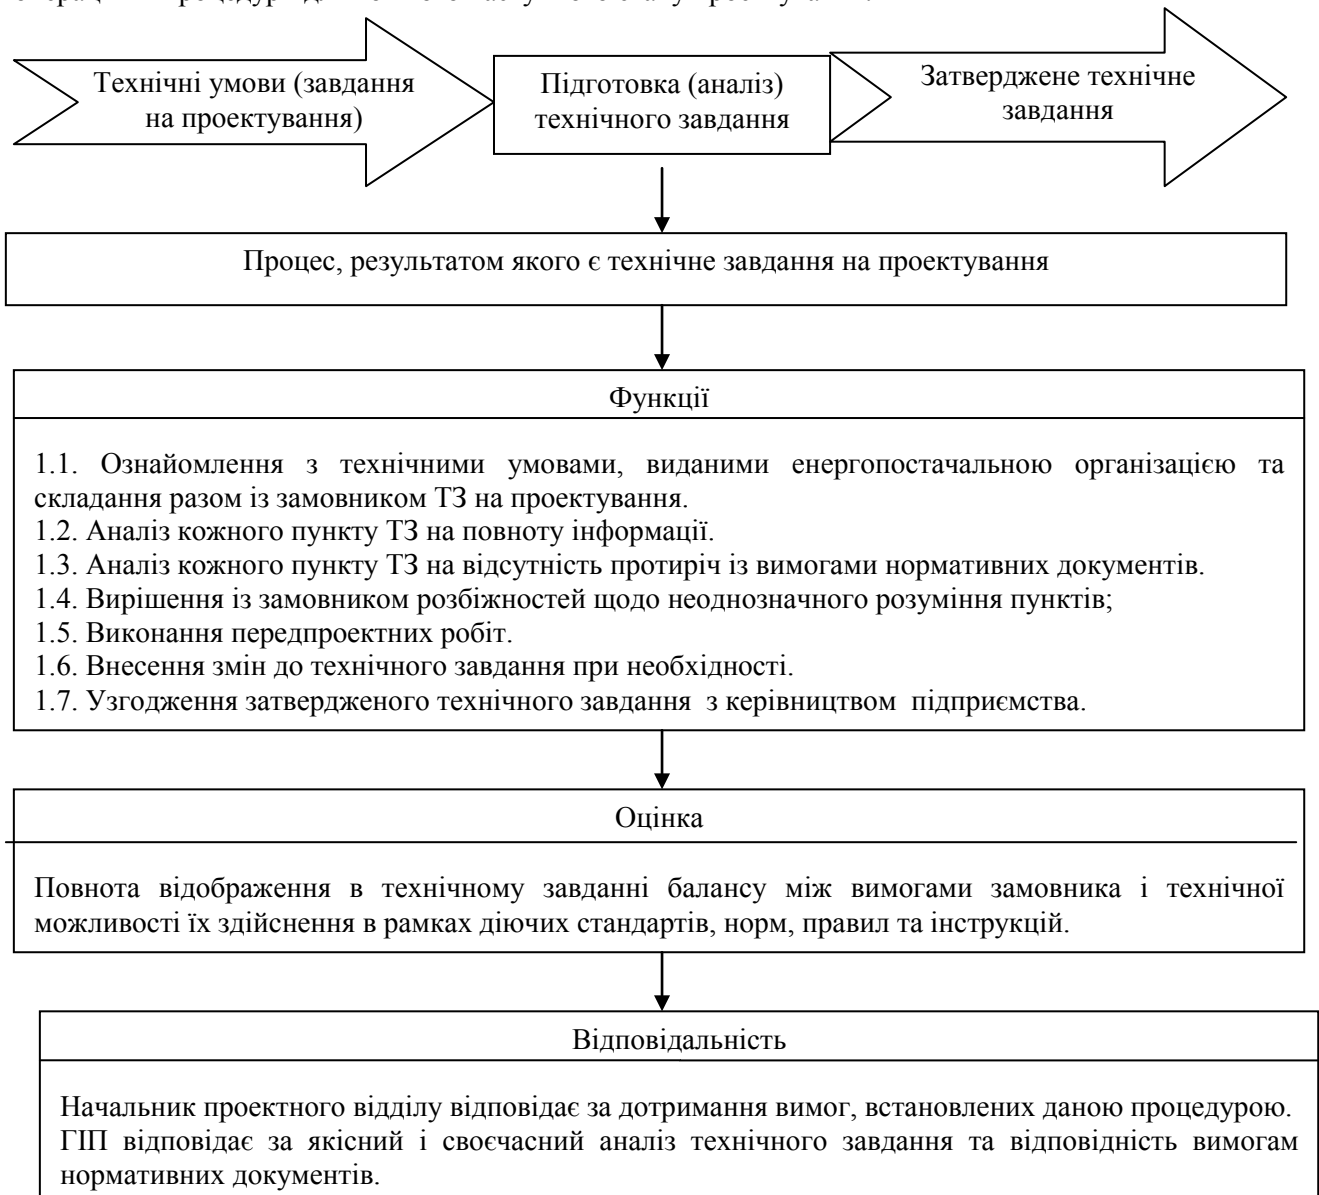 Технічні умови (завдання
на проектування)
Підготовка (аналіз)
технічного завдання
Затверджене технічне
завдання
Процес, результатом якого є технічне завдання на проектування
Функції
1.1. Ознайомлення з технічними умовами, виданими енергопостачальною організацією та
складання разом із замовником ТЗ на проектування.
1.2. Аналіз кожного пункту ТЗ на повноту інформації.
1.3. Аналіз кожного пункту ТЗ на відсутність протиріч із вимогами нормативних документів.
1.4. Вирішення із замовником розбіжностей щодо неоднозначного розуміння пунктів;
1.5. Виконання передпроектних робіт.
1.6. Внесення змін до технічного завдання при необхідності.
1.7. Узгодження затвердженого технічного завдання з керівництвом підприємства.
Оцінка
Повнота відображення в технічному завданні балансу між вимогами замовника і технічної
можливості їх здійснення в рамках діючих стандартів, норм, правил та інструкцій.
Відповідальність
Начальник проектного відділу відповідає за дотримання вимог, встановлених даною процедурою.
ГІП відповідає за якісний і своєчасний аналіз технічного завдання та відповідність вимогам
нормативних документів.